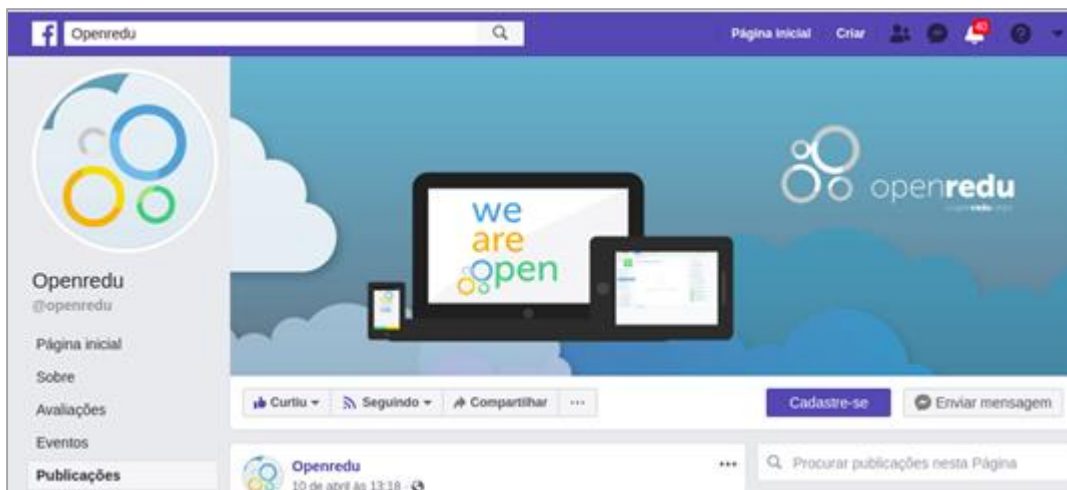 Openredu
Página inicial
Criar
40
we
are
open
openredu
Openredu
@openredu
Página inicial
Sobre
Avaliações
Eventos
Publicações
Curtiu
Seguindo
Compartilhar
Cadastre-se
Enviar mensagem
Openredu
10 de abril às 13:18
Procurar publicações nesta Página